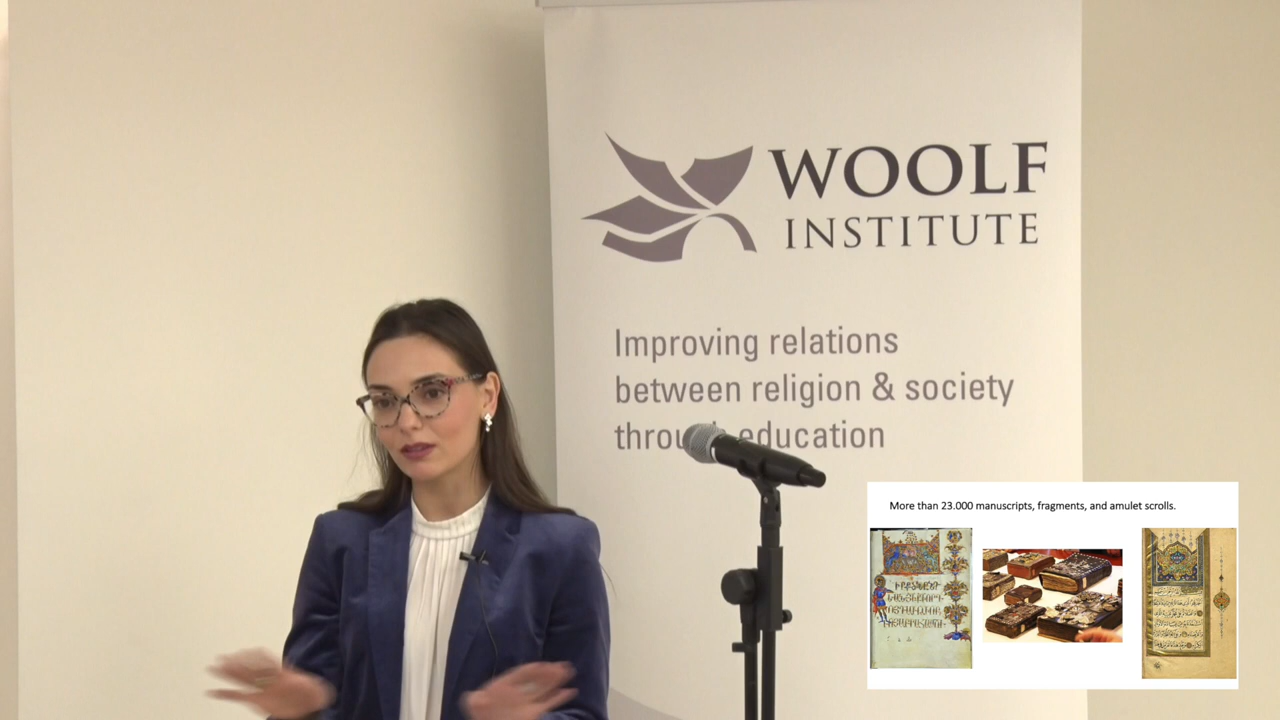 WOOLF
INSTITUTE
Improving relations
between religion & society
through education
More than 23.000 manuscripts, fragments, and amulet scrolls.